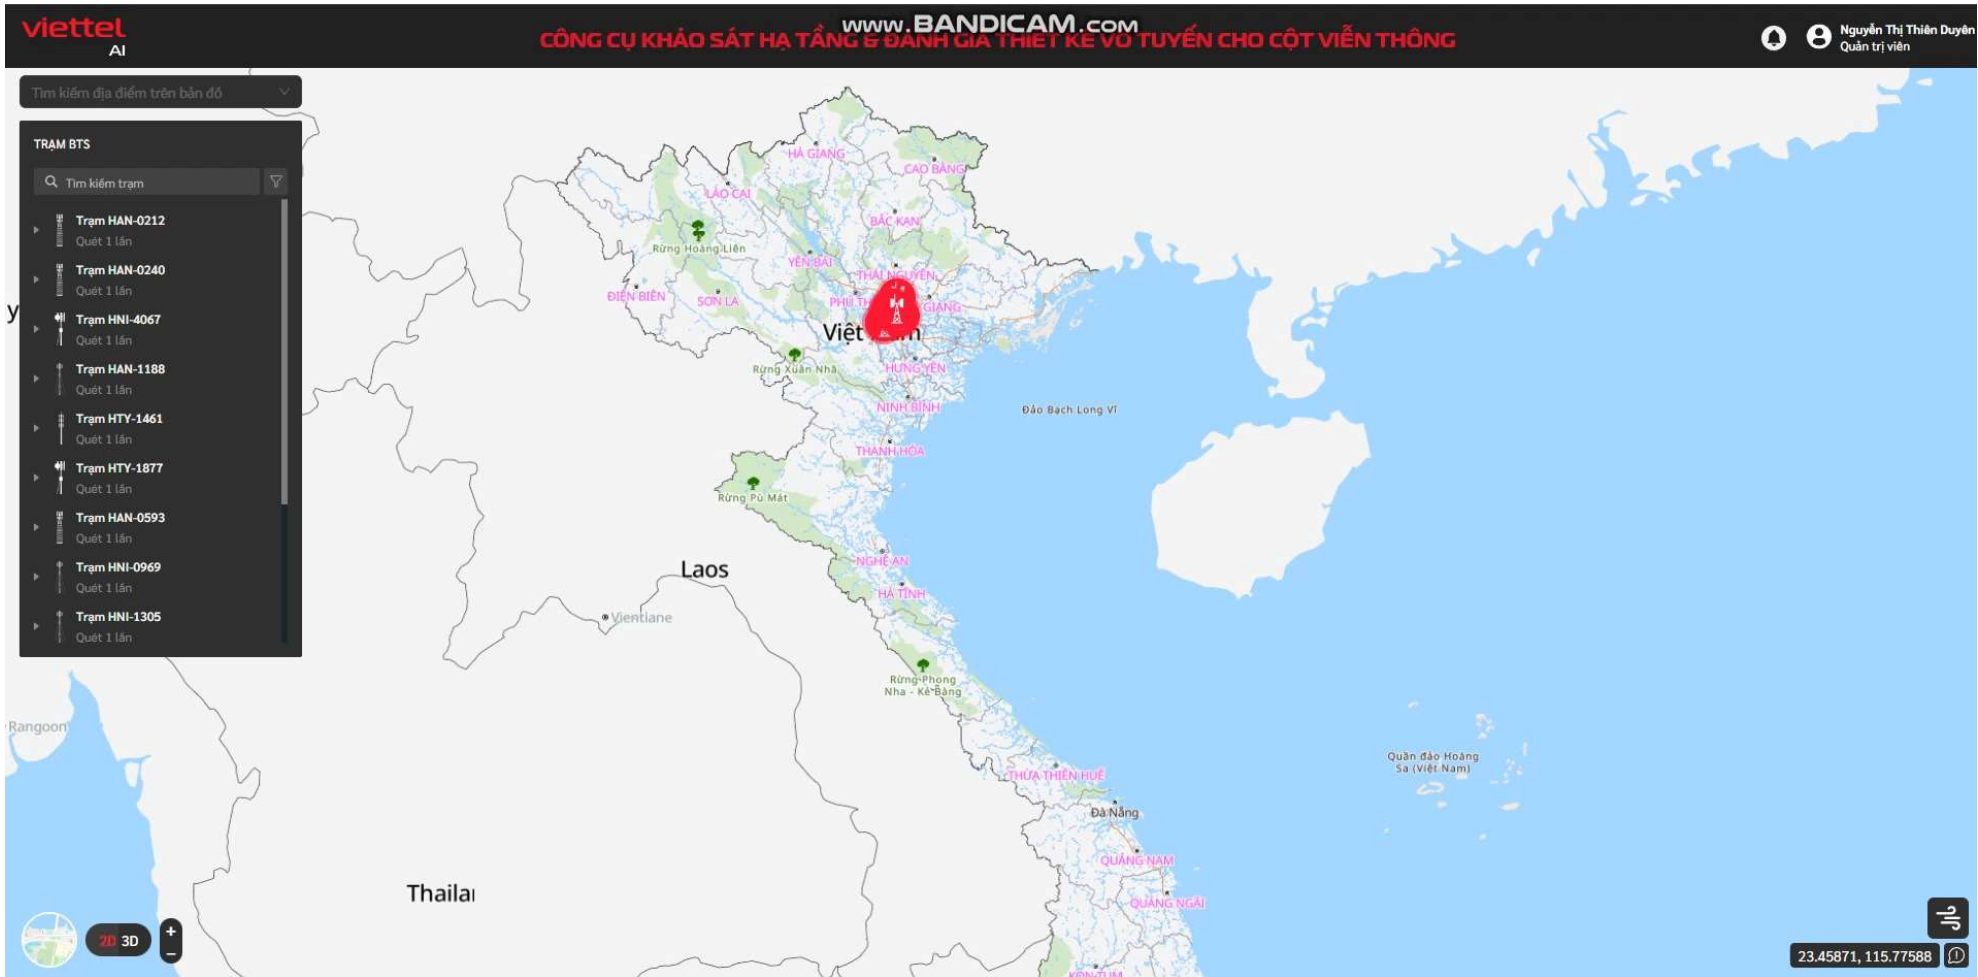 viettel
AI
www.BANDICAM.com
CÔNG CỤ KHẢO SÁT HẠ TẦNG & ĐÁNH GIÁ THIẾT KẾ VÔ TUYẾN CHO CỘT VIỄN THÔNG
Nguyễn Thị Thiên Duyên
Quản trị viên
Tìm kiếm địa điểm trên bản đồ
TRẠM BTS
Tìm kiếm trạm
Trạm HAN-0212
Quét 1 lần
Trạm HAN-0240
Quét 1 lần
Trạm HNI-4067
Quét 1 lần
Trạm HAN-1188
Quét 1 lần
Trạm HTY-1461
Quét 1 lần
Trạm HTY-1877
Quét 1 lần
Trạm HAN-0593
Quét 1 lần
Trạm HNI-0969
Quét 1 lần
Trạm HNI-1305
Quét 1 lần
HÀ GIANG
CAO BẰNG
LÀO CAI
BẮC KẠN
Rừng Hoàng Liên
YÊN BÁI
THÁI NGUYÊN
ĐIỆN BIÊN
SƠN LA
PHÚ TH
GIANG
y
Việt
m
Rừng Xuân Nha
HƯNG YÊN
NINH BÌNH
Đảo Bạch Long Vĩ
THANH HÓA
Rừng Pù Mát
NGHỆ AN
Laos
HÀ TĨNH
Vientiane
Rừng Phong
Nha - Kẻ Bàng
Rangoon
Quần đảo Hoàng
Sa (Việt Nam)
THỪA THIÊN HUẾ
Đà Nẵng
QUẢNG NAM
Thailan
QUẢNG NGÃI
2D 3D
+
−
23.45871, 115.77588
KON TUM